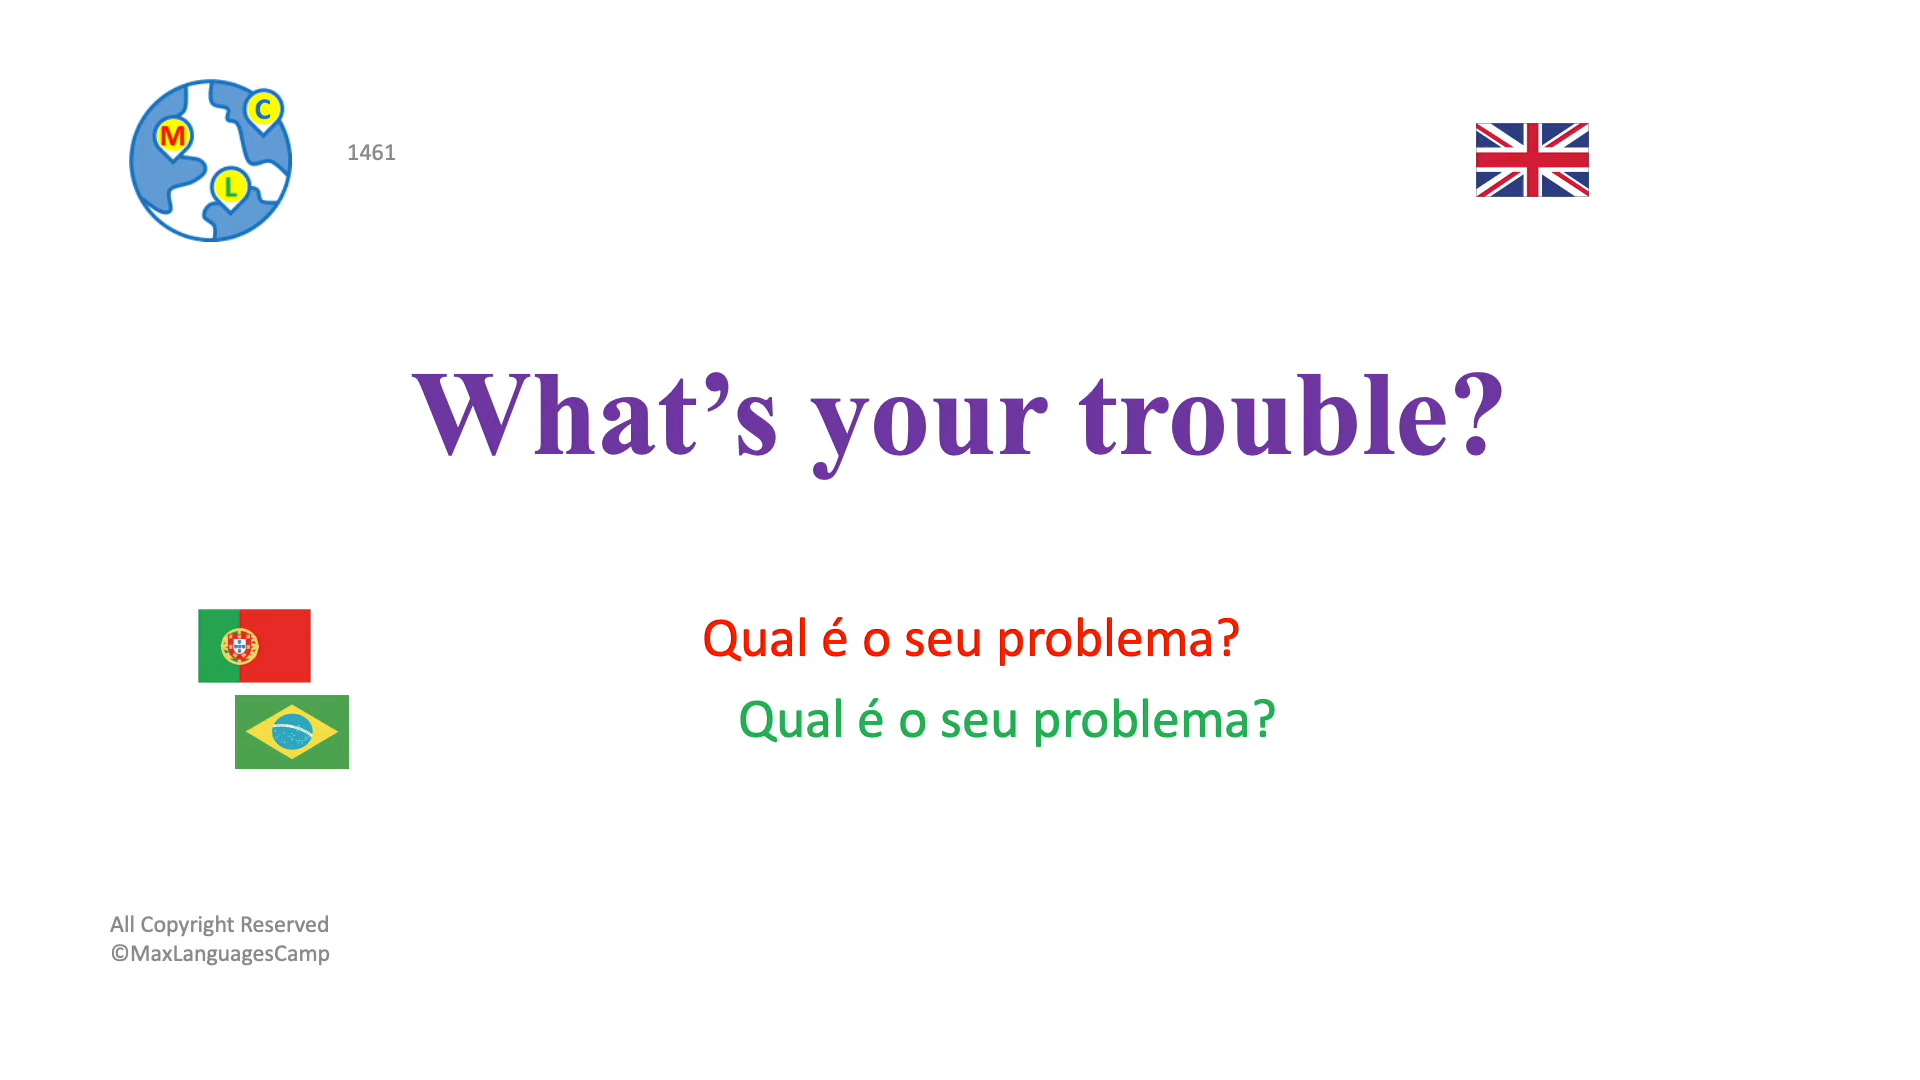 M
C
L
1461
What’s your trouble?
Qual é o seu problema?
Qual é o seu problema?
All Copyright Reserved
©MaxLanguagesCamp